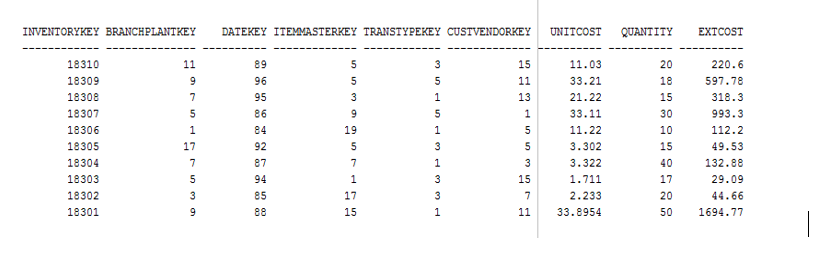 INVENTORYKEY BRANCHPLANTKEY DATEKEY ITEMMASTERKEY TRANSTYPEKEY CUSTVENDORKEY UNITCOST QUANTITY EXTCOST
------------ -------------- ---------- ------------- ------------ ------------- ---------- ---------- ----------
18310 11 89 5 3 15 11.03 20 220.6
18309 9 96 5 5 11 33.21 18 597.78
18308 7 95 3 1 13 21.22 15 318.3
18307 5 86 9 5 1 33.11 30 993.3
18306 1 84 19 1 5 11.22 10 112.2
18305 17 92 5 3 5 3.302 15 49.53
18304 7 87 7 1 3 3.322 40 132.88
18303 5 94 1 3 15 1.711 17 29.09
18302 3 85 17 3 7 2.233 20 44.66
18301 9 88 15 1 11 33.8954 50 1694.77